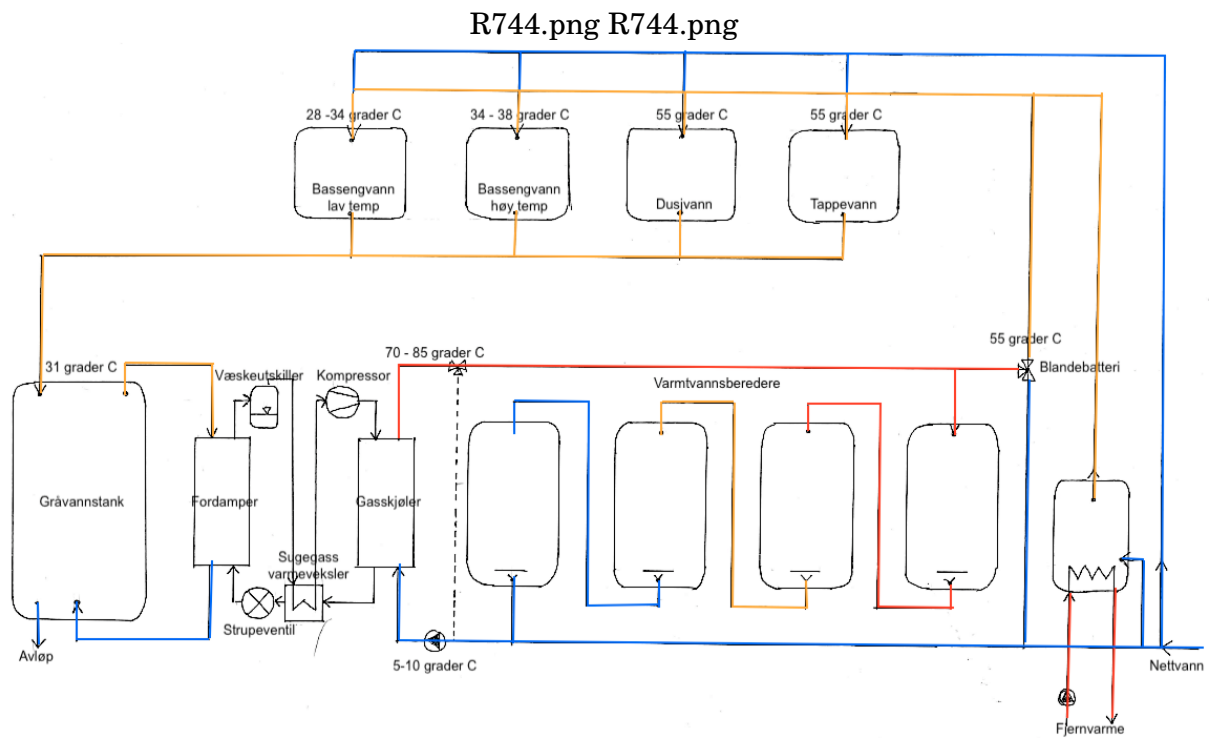 R744.png R744.png
28 -34 grader C
34 - 38 grader C
55 grader C
55 grader C
Bassengvann
lav temp
Bassengvann
høy temp
Dusjvann
Tappevann
31 grader C
Væskeutskiller
Kompressor
70 - 85 grader C
Varmtvannsberedere
55 grader C
Blandebatteri
Gråvannstank
Fordamper
Gasskjøler
Sugegass
varmeveksler
Strupeventil
Avløp
5-10 grader C
Nettvann
Fjernvarme